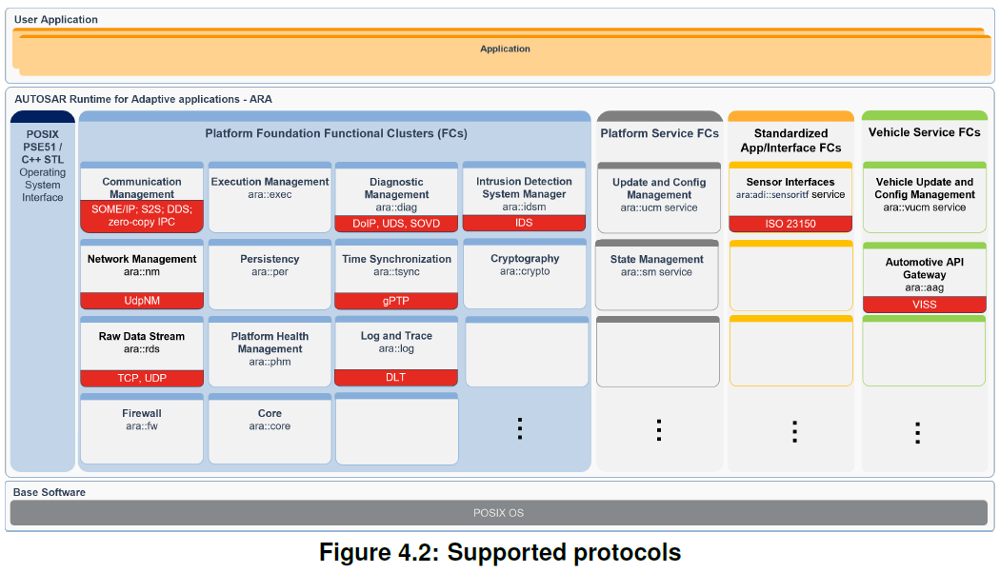 User Application
Application
AUTOSAR Runtime for Adaptive applications - ARA
POSIX
PSE51 /
C++ STL
Operating
System
Interface
Platform Foundation Functional Clusters (FCs)
Communication
Management
SOME/IP; S2S; DDS;
zero-copy IPC
Execution Management
ara::exec
Diagnostic
Management
ara::diag
DoIP, UDS, SOVD
Intrusion Detection
System Manager
ara::idsm
IDS
Network Management
ara::nm
UdpNM
Persistency
ara::per
Time Synchronization
ara::tsync
gPTP
Cryptography
ara::crypto
Raw Data Stream
ara::rds
TCP, UDP
Platform Health
Management
ara::phm
Log and Trace
ara::log
DLT
Firewall
ara::fw
Core
ara::core
Platform Service FCs
Update and Config
Management
ara::ucm service
State Management
ara::sm service
Standardized
App/Interface FCs
Sensor Interfaces
ara:adi::sensoritf service
ISO 23150
Vehicle Service FCs
Vehicle Update and
Config Management
ara::vucm service
Automotive API
Gateway
ara::aag
VISS
Base Software
POSIX OS
Figure 4.2: Supported protocols